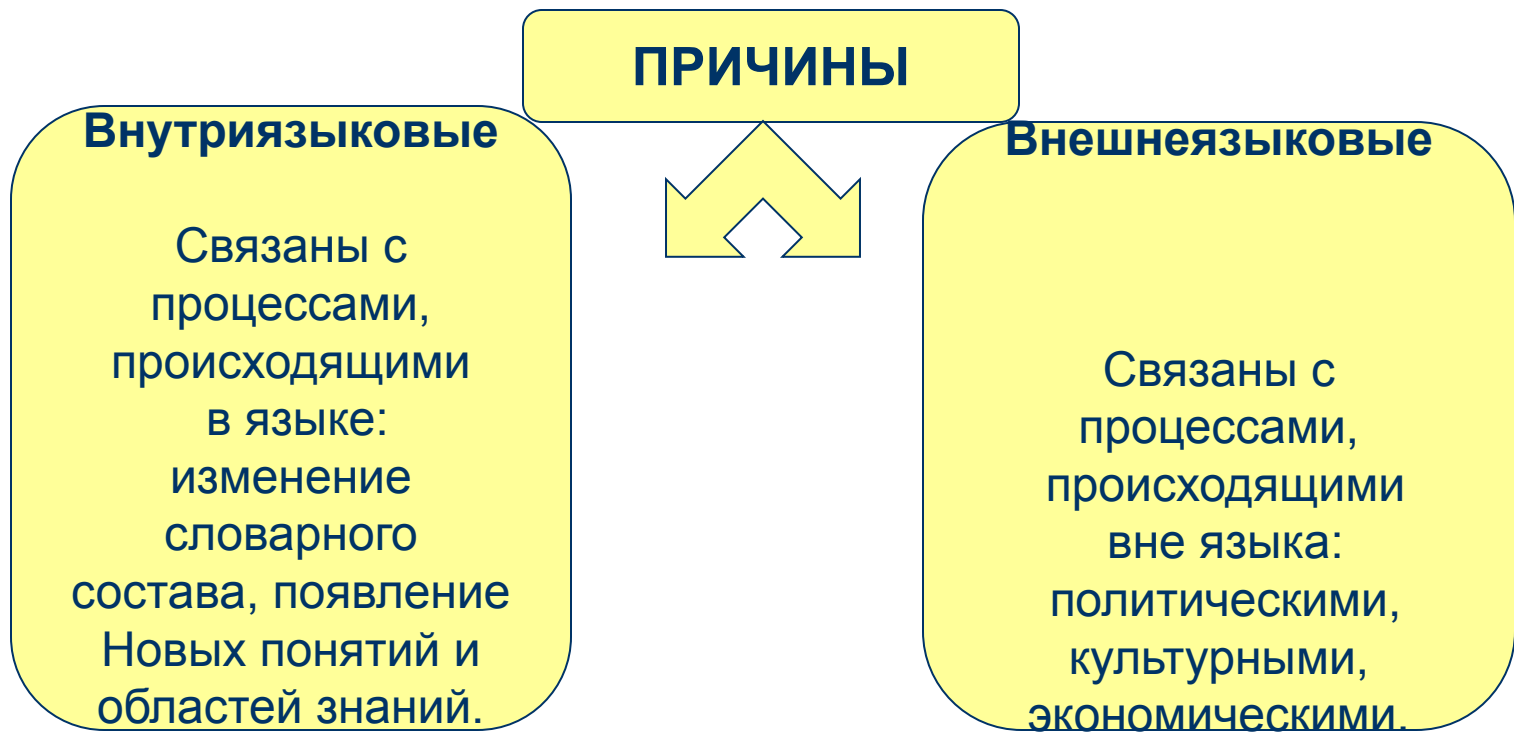 ПРИЧИНЫ
Внутриязыковые
Связаны с
процессами,
происходящими
в языке:
изменение
словарного
состава, появление
Новых понятий и
областей знаний.
Внешнеязыковые
Связаны с
процессами,
происходящими
вне языка:
политическими,
культурными,
экономическими.